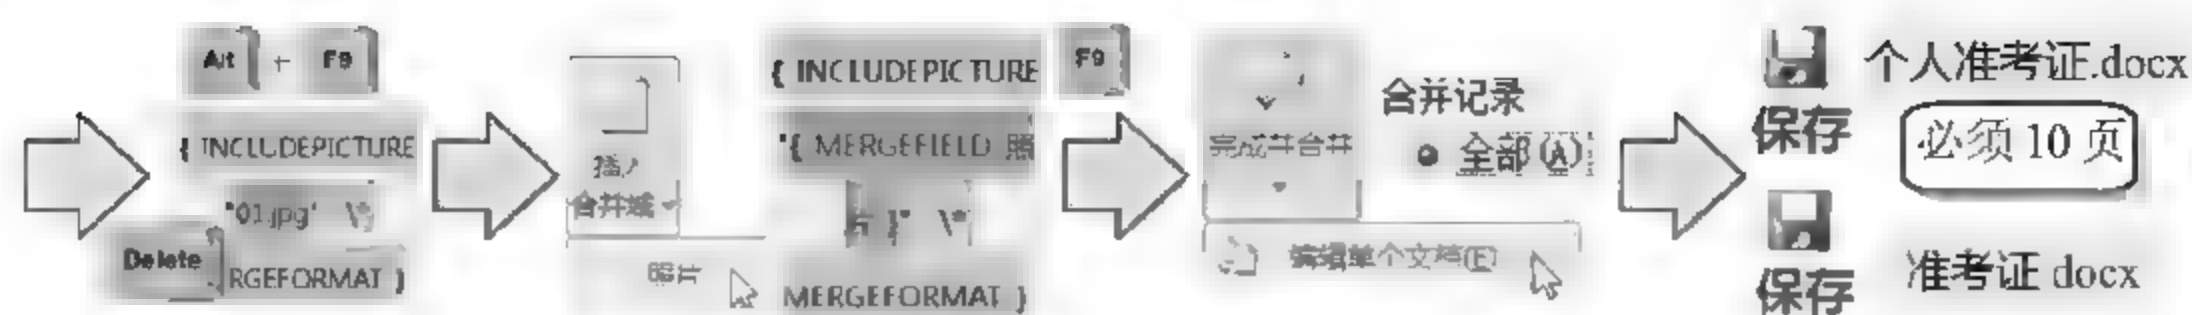 Alt + F9
{ INCLUDEPICTURE
"01.jpg" \*
Delete
RGEFORMAT }
插入
合并域
照片
{ INCLUDEPICTURE
"{ MERGEFIELD 照
片 }" \*
MERGEFORMAT }
F9
完成并合并
编辑单个文档(E)
合并记录
全部(A)
保存
个人准考证.docx
必须 10 页
保存
准考证 docx